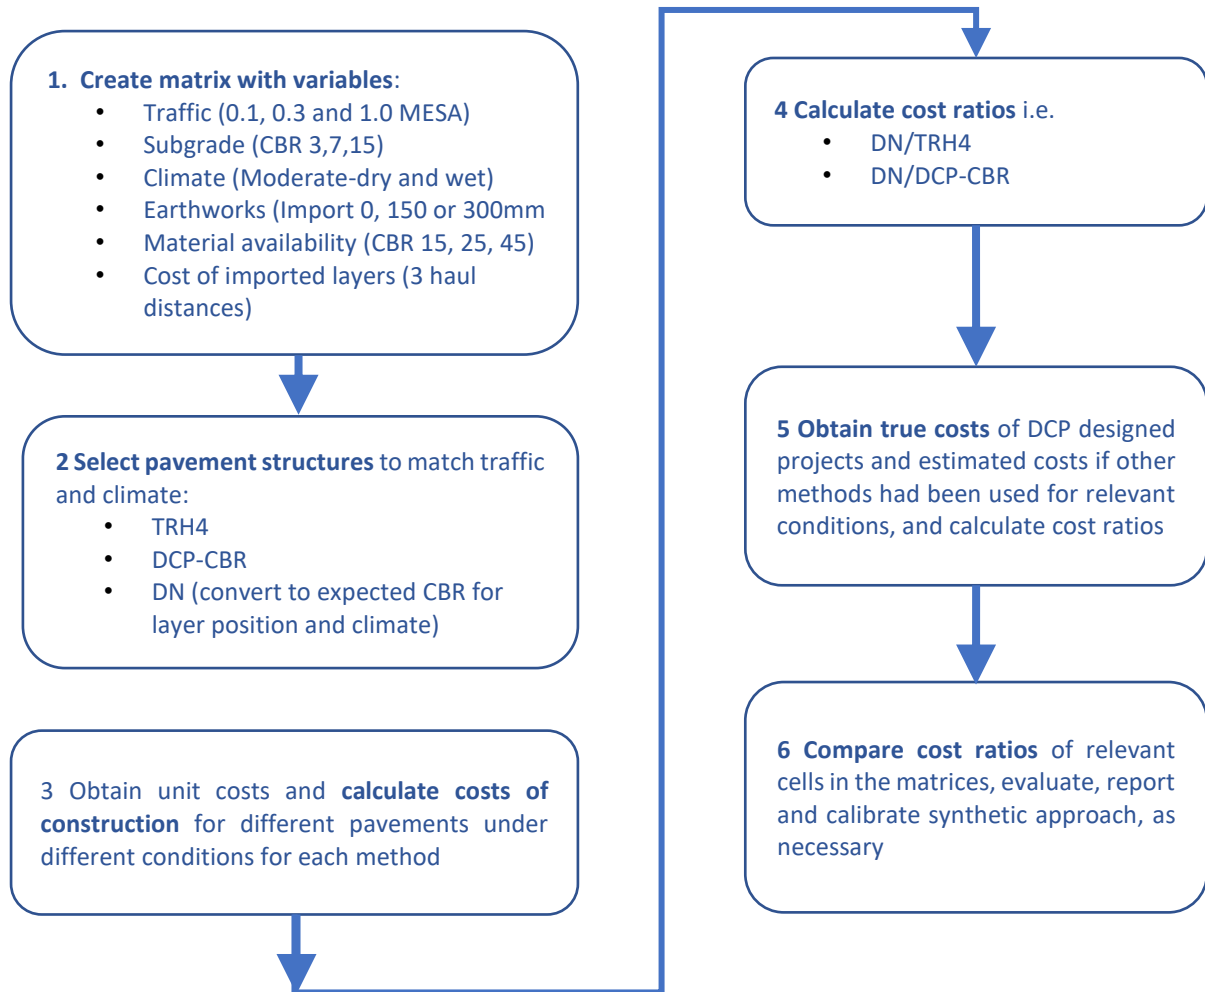 1. Create matrix with variables:
• Traffic (0.1, 0.3 and 1.0 MESA)
• Subgrade (CBR 3,7,15)
• Climate (Moderate-dry and wet)
• Earthworks (Import 0, 150 or 300mm
• Material availability (CBR 15, 25, 45)
• Cost of imported layers (3 haul
distances)
2 Select pavement structures to match traffic
and climate:
• TRH4
• DCP-CBR
• DN (convert to expected CBR for
layer position and climate)
3 Obtain unit costs and calculate costs of
construction for different pavements under
different conditions for each method
4 Calculate cost ratios i.e.
• DN/TRH4
• DN/DCP-CBR
5 Obtain true costs of DCP designed
projects and estimated costs if other
methods had been used for relevant
conditions, and calculate cost ratios
6 Compare cost ratios of relevant
cells in the matrices, evaluate, report
and calibrate synthetic approach, as
necessary